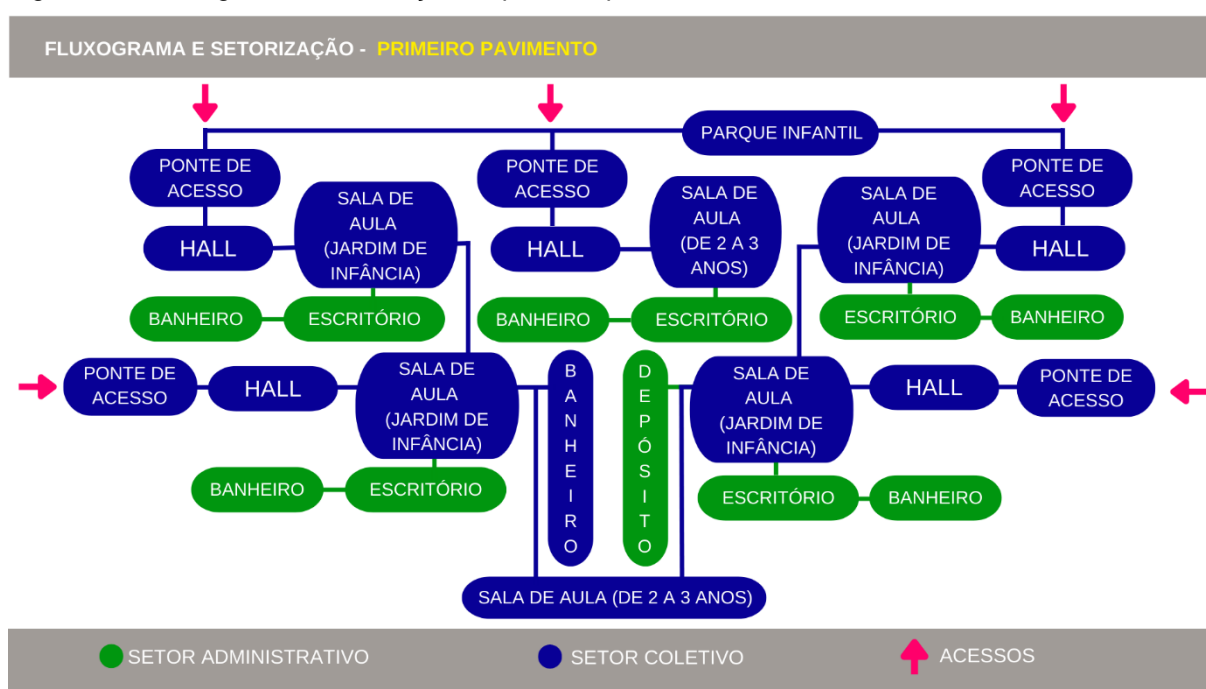 FLUXOGRAMA E SETORIZAÇÃO - PRIMEIRO PAVIMENTO
PARQUE INFANTIL
PONTE DE
ACESSO
HALL
SALA DE
AULA
(JARDIM DE
INFÂNCIA)
BANHEIRO
ESCRITÓRIO
PONTE DE
ACESSO
HALL
SALA DE
AULA
(DE 2 A 3
ANOS)
BANHEIRO
ESCRITÓRIO
SALA DE
AULA
(JARDIM DE
INFÂNCIA)
PONTE DE
ACESSO
HALL
ESCRITÓRIO
BANHEIRO
PONTE DE
ACESSO
HALL
SALA DE
AULA
(JARDIM DE
INFÂNCIA)
BANHEIRO
ESCRITÓRIO
BANHEIRO
DEPÓSITO
SALA DE
AULA
(JARDIM DE
INFÂNCIA)
HALL
PONTE DE
ACESSO
ESCRITÓRIO
BANHEIRO
SALA DE AULA (DE 2 A 3 ANOS)
SETOR ADMINISTRATIVO
SETOR COLETIVO
ACESSOS